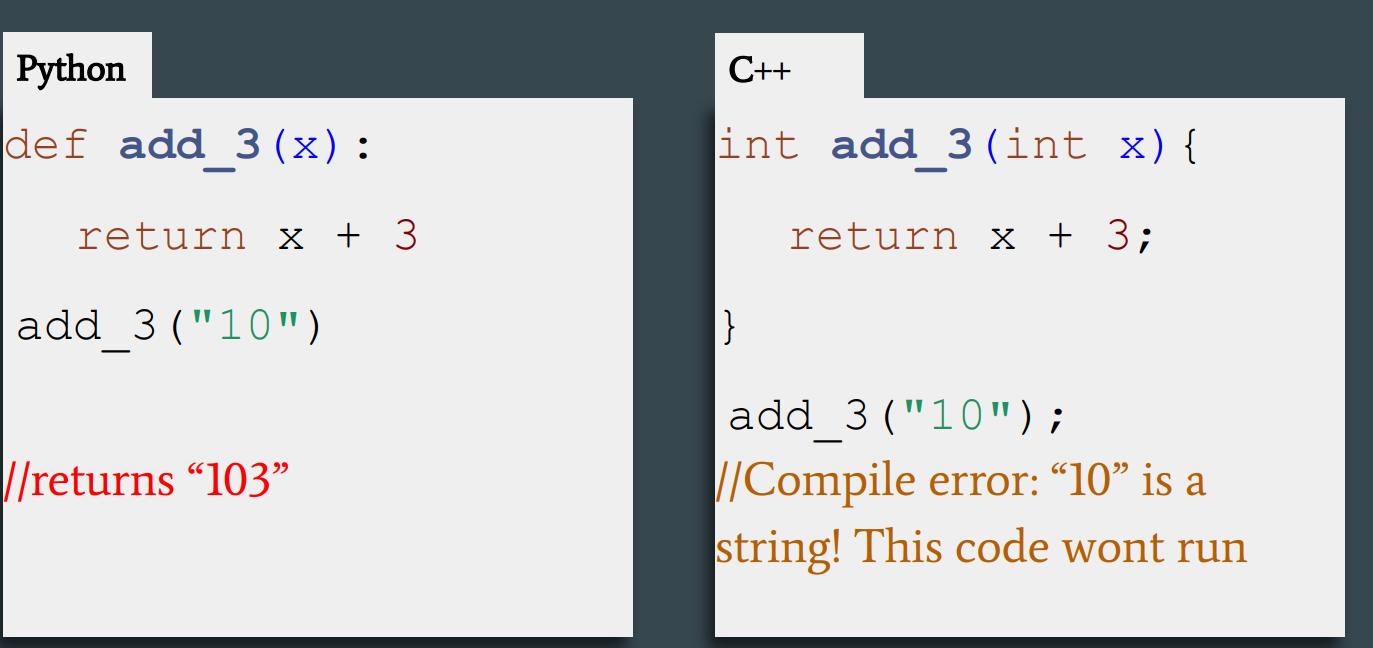 Python
def add_3(x):
return x + 3
add_3("10")
//returns “103”
C++
int add_3(int x){
return x + 3;
}
add_3("10");
//Compile error: “10” is a
string! This code wont run